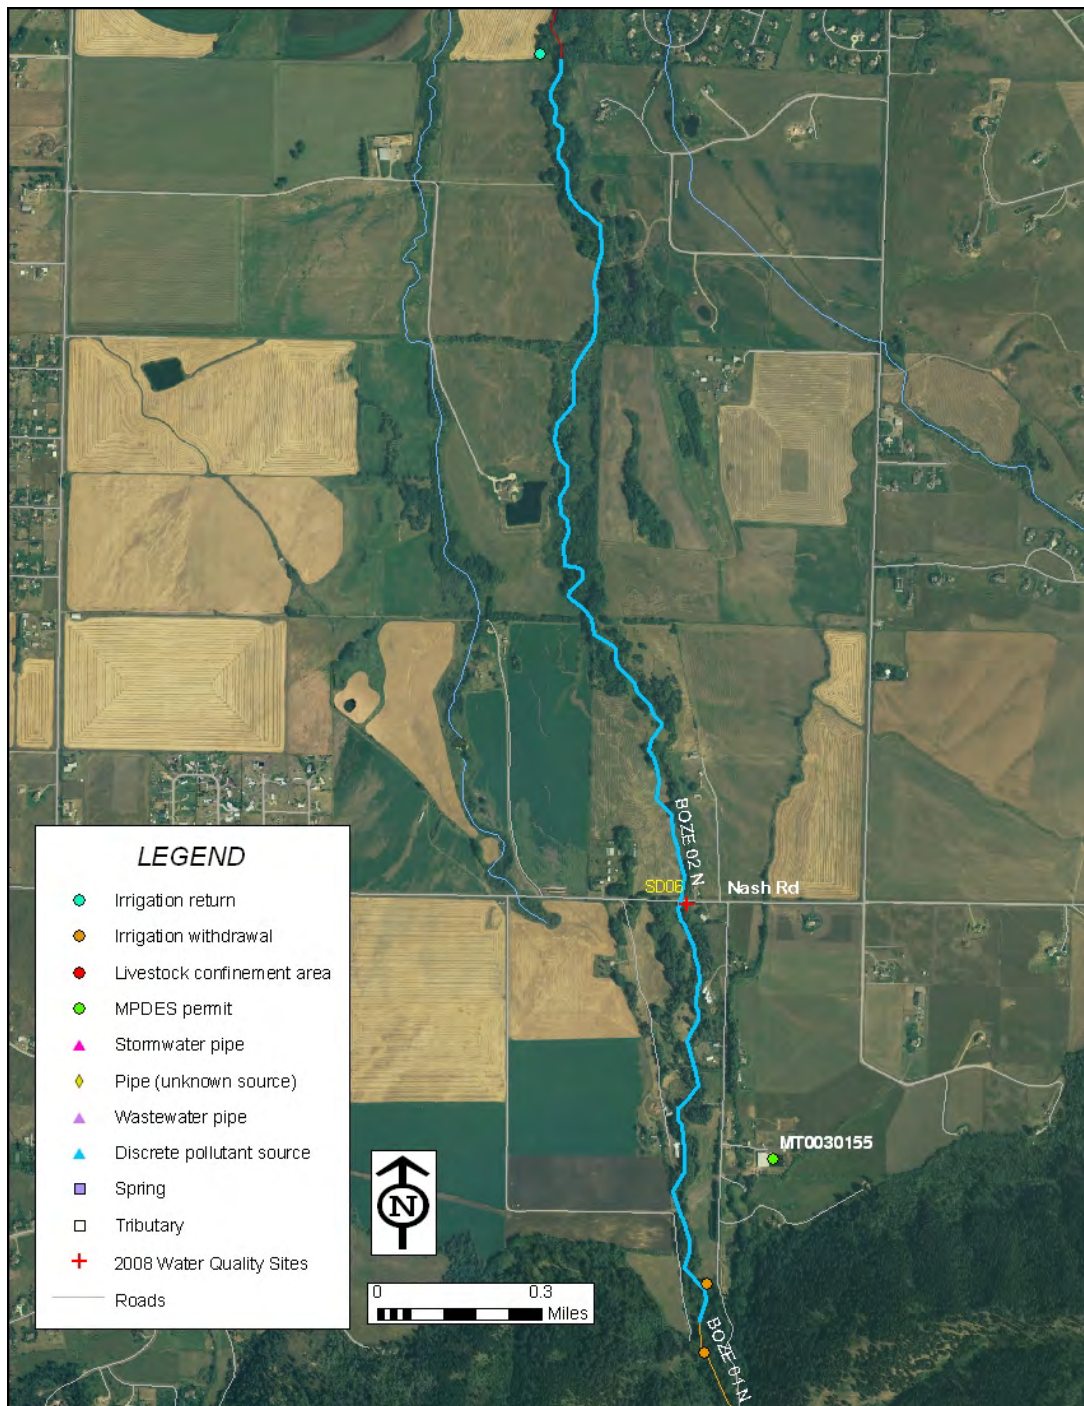 BOZE 02 N
SD06
Nash Rd
LEGEND
Irrigation return
Irrigation withdrawal
Livestock confinement area
MPDES permit
Stormwater pipe
Pipe (unknown source)
Wastewater pipe
Discrete pollutant source
Spring
Tributary
2008 Water Quality Sites
Roads
MT0030155
N
0 0.3
Miles
BOZE 01 N